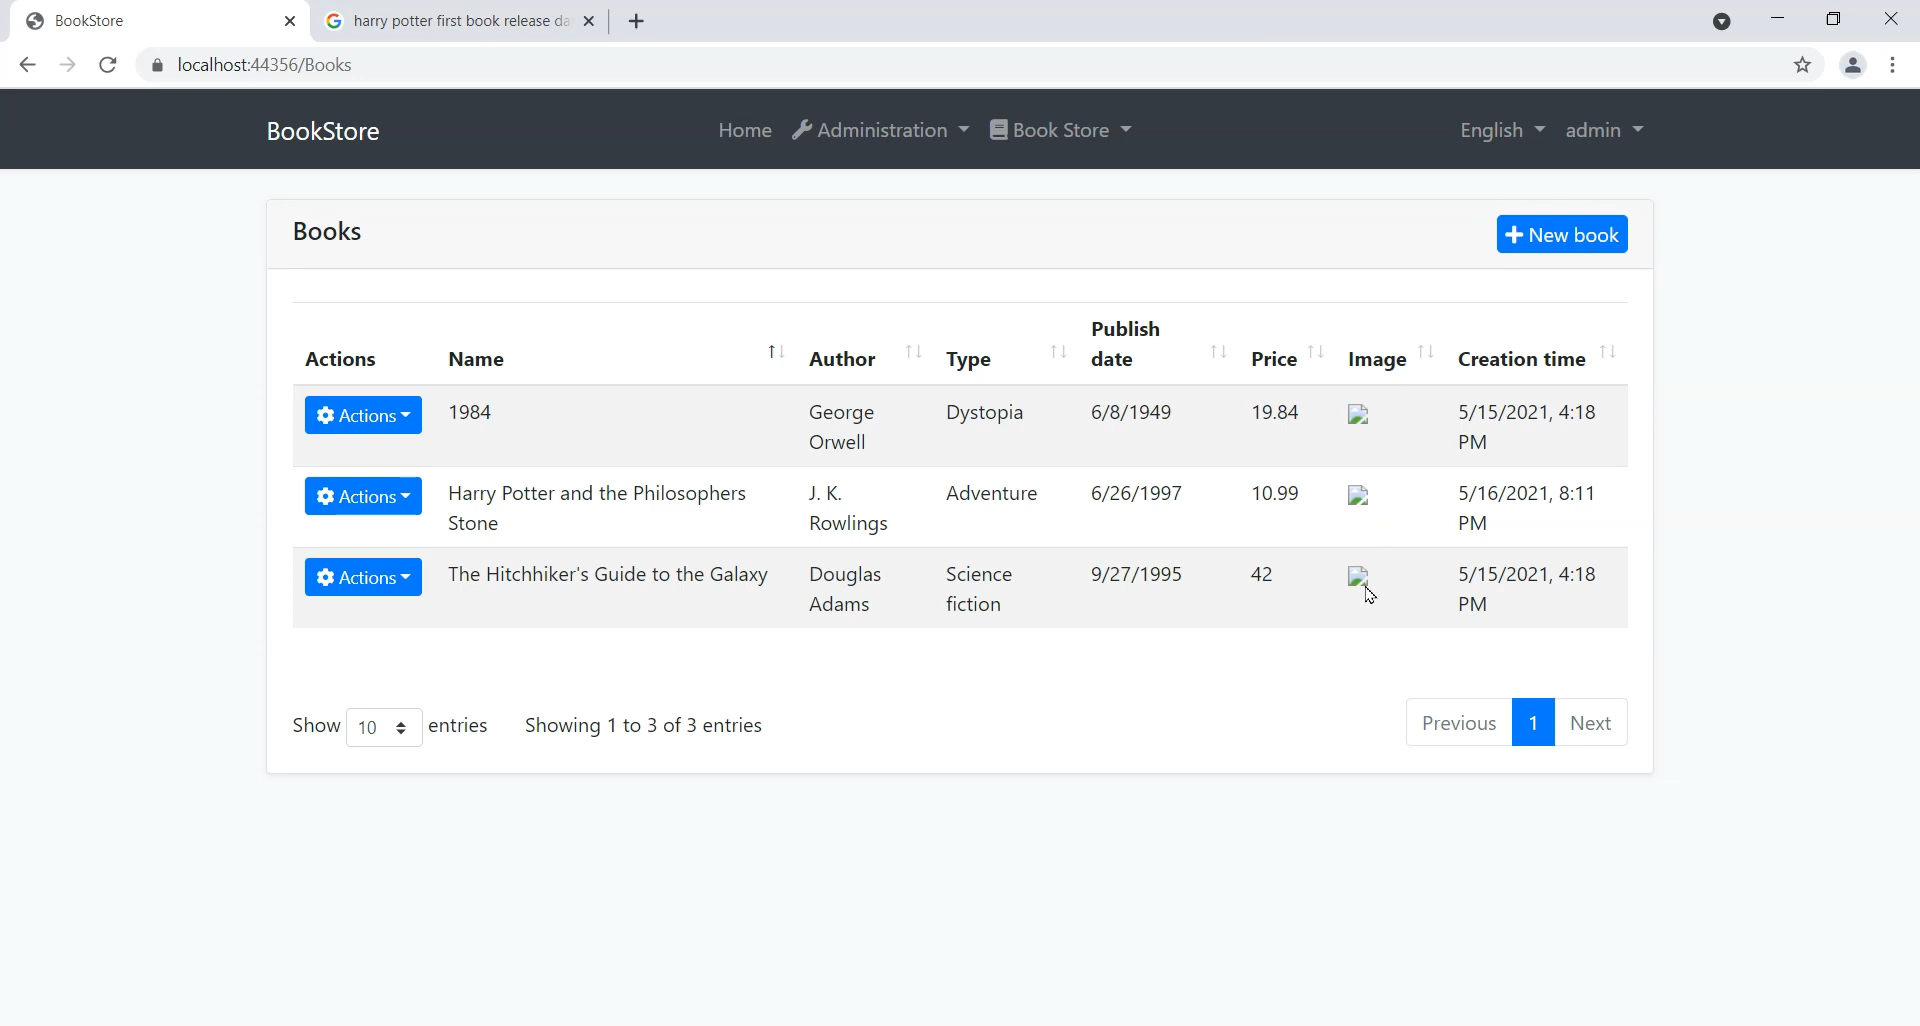 BookStore
harry potter first book release da
localhost:44356/Books
BookStore
Home
Administration
Book Store
English
admin
Books
New book
Actions
Name
Author
Type
Publish
date
Price
Image
Creation time
Actions
1984
George
Orwell
Dystopia
6/8/1949
19.84
5/15/2021, 4:18
PM
Actions
Harry Potter and the Philosophers
Stone
J. K.
Rowlings
Adventure
6/26/1997
10.99
5/16/2021, 8:11
PM
Actions
The Hitchhiker's Guide to the Galaxy
Douglas
Adams
Science
fiction
9/27/1995
42
5/15/2021, 4:18
PM
Show 10 entries
Showing 1 to 3 of 3 entries
Previous
1
Next